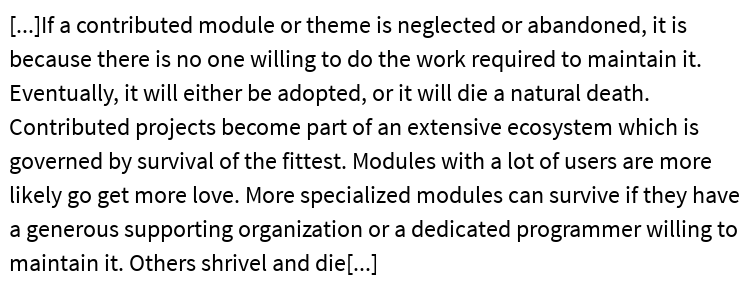 [...]If a contributed module or theme is neglected or abandoned, it is
because there is no one willing to do the work required to maintain it.
Eventually, it will either be adopted, or it will die a natural death.
Contributed projects become part of an extensive ecosystem which is
governed by survival of the fittest. Modules with a lot of users are more
likely go get more love. More specialized modules can survive if they have
a generous supporting organization or a dedicated programmer willing to
maintain it. Others shrivel and die[...]